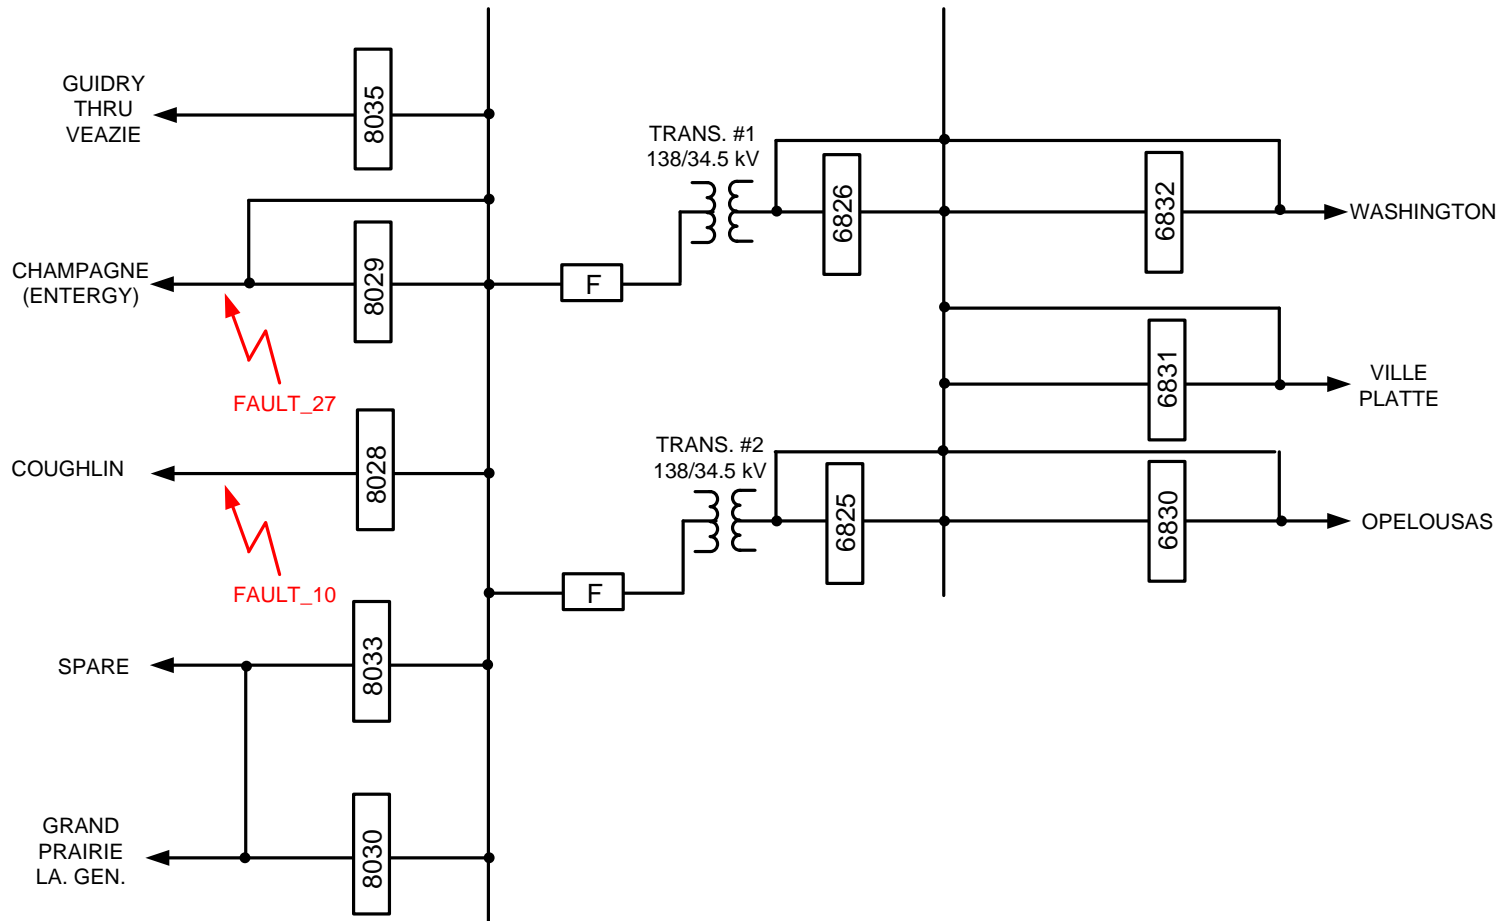 GUIDRY
THRU
VEAZIE
8035
TRANS. #1
138/34.5 kV
6826
6832
WASHINGTON
CHAMPAGNE
(ENTERGY)
8029
F
FAULT_27
6831
VILLE
PLATTE
COUGHLIN
8028
TRANS. #2
138/34.5 kV
6825
6830
OPELOUSAS
FAULT_10
F
SPARE
8033
GRAND
PRAIRIE
LA. GEN.
8030